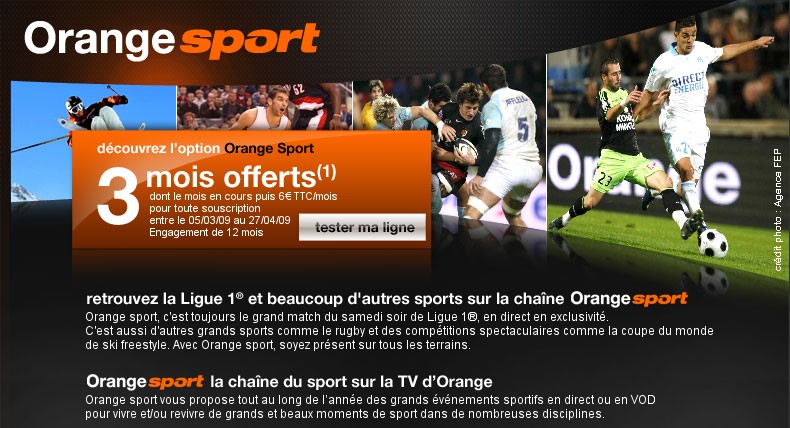 Orange sport
découvrez l'option Orange Sport
3 mois offerts(1)
dont le mois en cours puis 6€ TTC/mois
pour toute souscription
entre le 05/03/09 au 27/04/09
Engagement de 12 mois
tester ma ligne
DIRECT
ENERGIE
5
23
Orange
crédit photo : Agence FEP
retrouvez la Ligue 1® et beaucoup d'autres sports sur la chaîne Orange sport
Orange sport, c'est toujours le grand match du samedi soir de Ligue 1®, en direct en exclusivité.
C'est aussi d'autres grands sports comme le rugby et des compétitions spectaculaires comme la coupe du monde
de ski freestyle. Avec Orange sport, soyez présent sur tous les terrains.
Orange sport la chaîne du sport sur la TV d'Orange
Orange sport vous propose tout au long de l'année des grands événements sportifs en direct ou en VOD
pour vivre et/ou revivre de grands et beaux moments de sport dans de nombreuses disciplines.